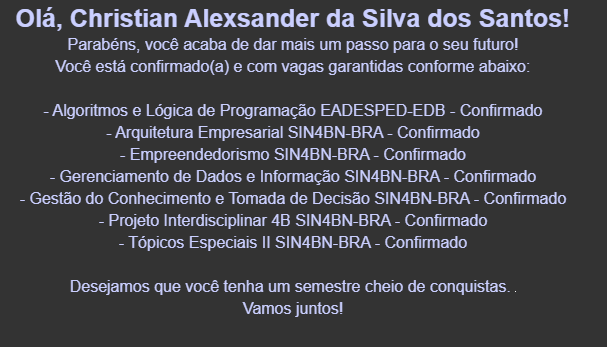 Olá, Christian Alexsander da Silva dos Santos!
Parabéns, você acaba de dar mais um passo para o seu futuro!
Você está confirmado(a) e com vagas garantidas conforme abaixo:
- Algoritmos e Lógica de Programação EADESPED-EDB - Confirmado
- Arquitetura Empresarial SIN4BN-BRA - Confirmado
- Empreendedorismo SIN4BN-BRA - Confirmado
- Gerenciamento de Dados e Informação SIN4BN-BRA - Confirmado
- Gestão do Conhecimento e Tomada de Decisão SIN4BN-BRA - Confirmado
- Projeto Interdisciplinar 4B SIN4BN-BRA - Confirmado
- Tópicos Especiais II SIN4BN-BRA - Confirmado
Desejamos que você tenha um semestre cheio de conquistas. .
Vamos juntos!